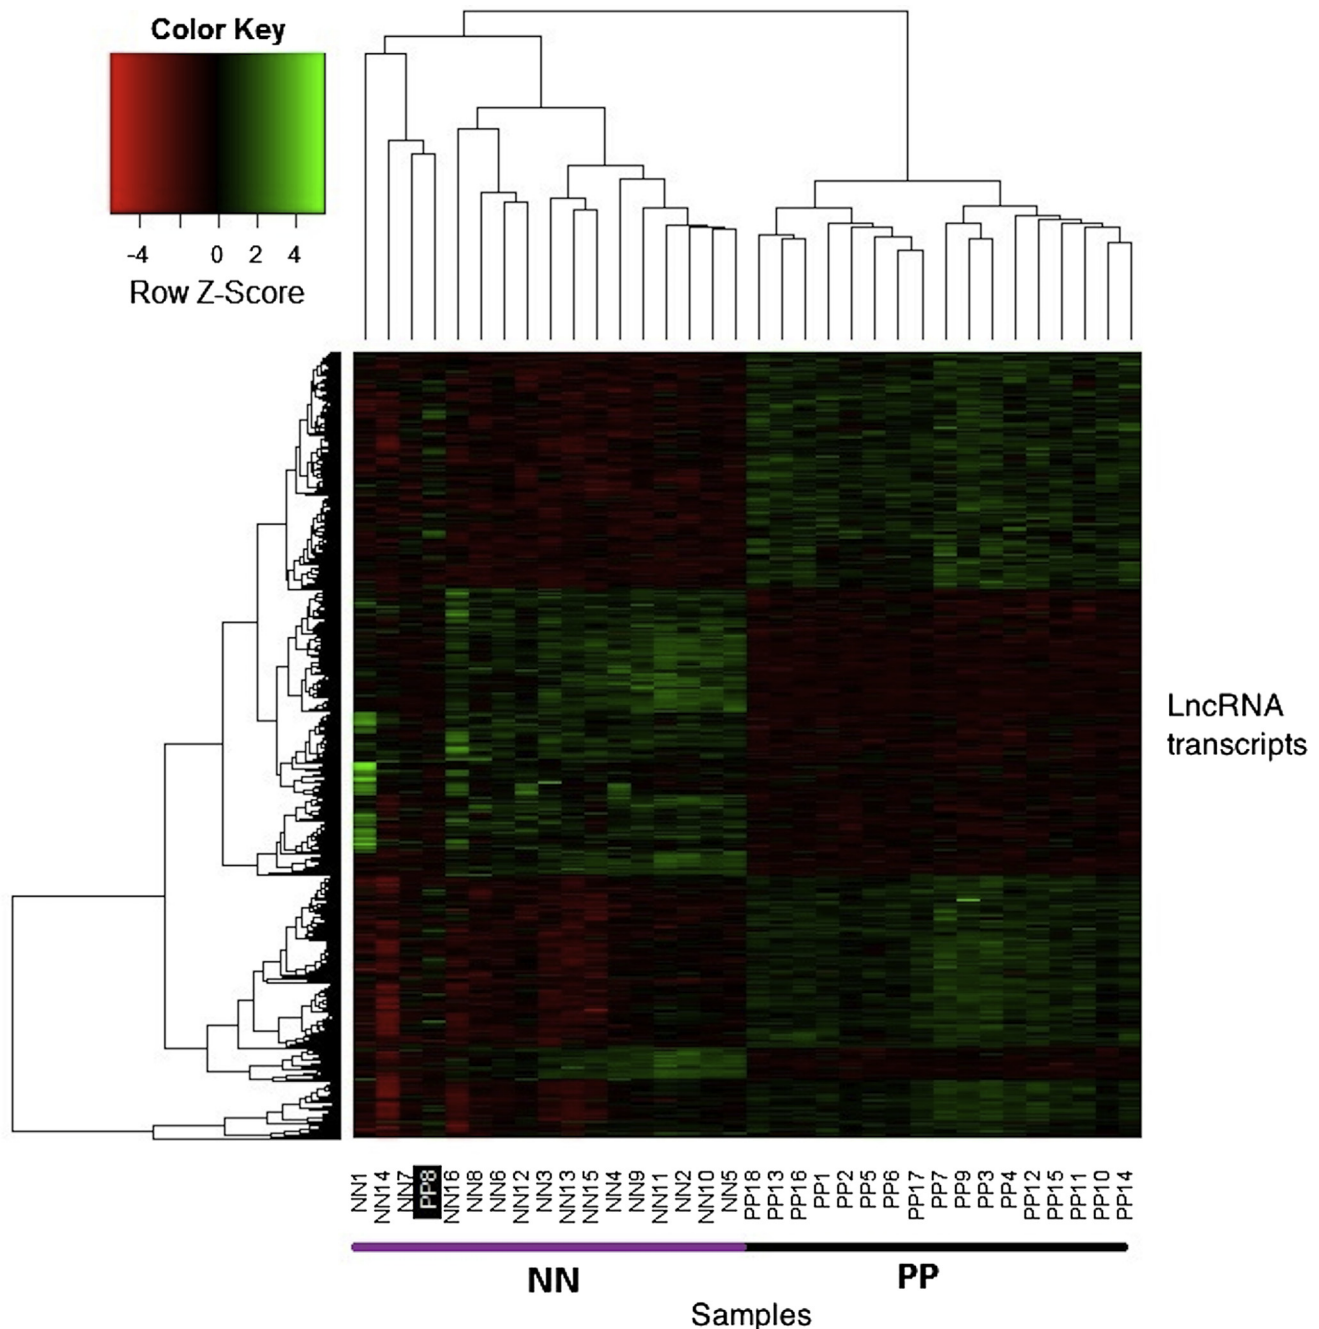 Color Key
-4 0 2 4
Row Z-Score
LncRNA
transcripts
NN1 NN14 NN7 PP8 NN16 NN8 NN6 NN12 NN3 NN13 NN15 NN4 NN9 NN11 NN2 NN10 NN5 PP18 PP13 PP16 PP1 PP2 PP5 PP6 PP17 PP7 PP9 PP3 PP4 PP12 PP15 PP11 PP10 PP14
NN PP
Samples